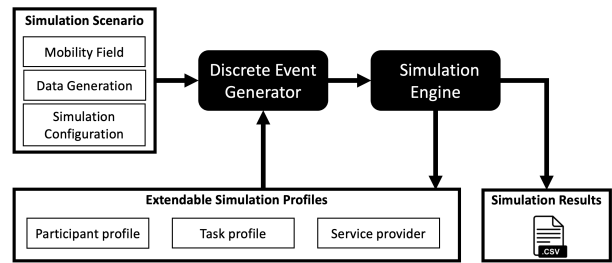 Simulation Scenario
Mobility Field
Data Generation
Simulation
Configuration
Discrete Event
Generator
Simulation
Engine
Extendable Simulation Profiles
Participant profile
Task profile
Service provider
Simulation Results
.CSV